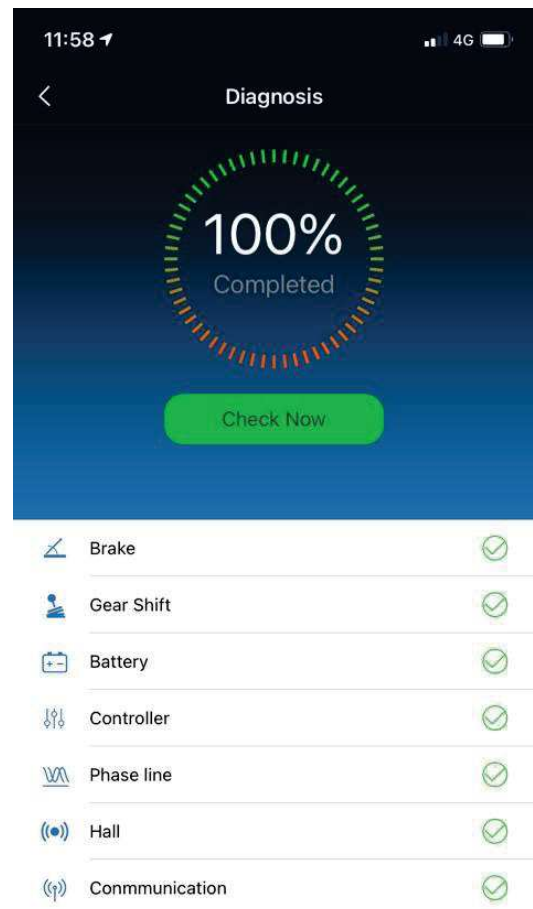 11:58
4G
Diagnosis
100%
Completed
Check Now
Brake
Gear Shift
Battery
Controller
Phase line
Hall
Conmmunication